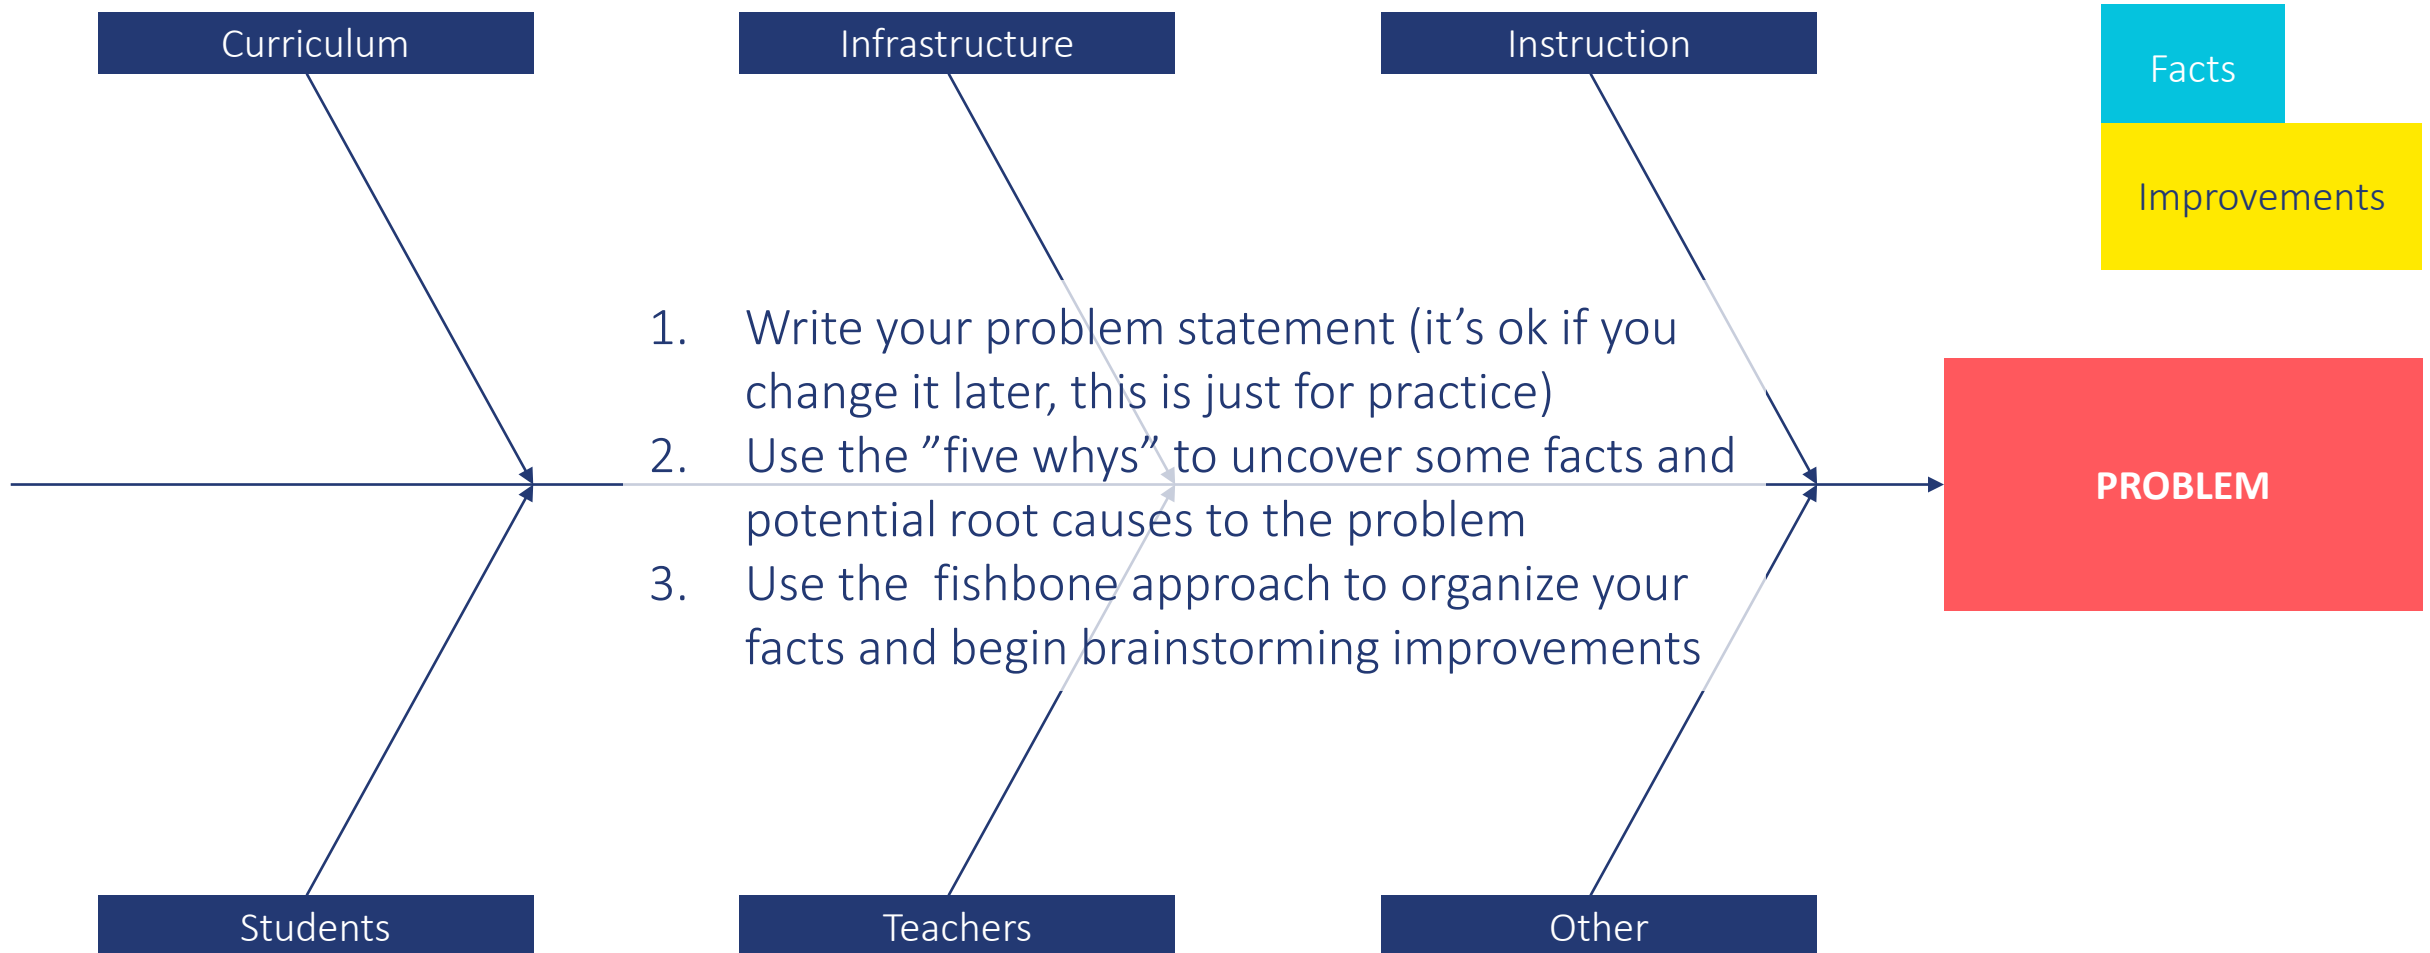 Curriculum
Infrastructure
Instruction
Facts
Improvements
1. Write your problem statement (it’s ok if you
change it later, this is just for practice)
2. Use the ”five whys” to uncover some facts and
potential root causes to the problem
3. Use the  fishbone approach to organize your
facts and begin brainstorming improvements
PROBLEM
Students
Teachers
Other